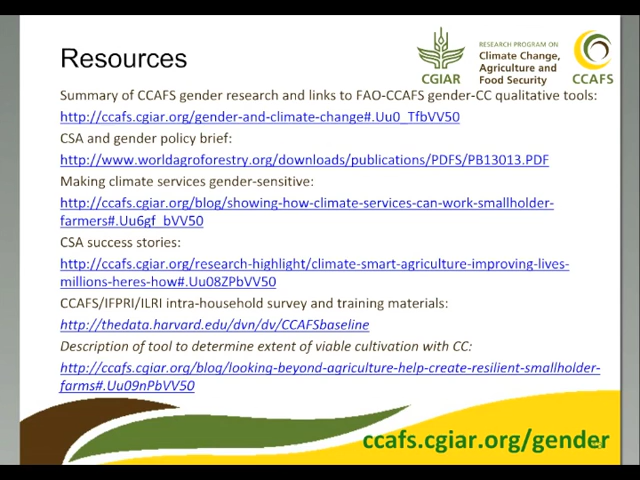 Resources
CGIAR
RESEARCH PROGRAM ON
Climate Change,
Agriculture and
Food Security
CCAFS
Summary of CCAFS gender research and links to FAO-CCAFS gender-CC qualitative tools:
http://ccafs.cgiar.org/gender-and-climate-change#.Uu0_TfbVV50
CSA and gender policy brief:
http://www.worldagroforestry.org/downloads/publications/PDFS/PB13013.PDF
Making climate services gender-sensitive:
http://ccafs.cgiar.org/blog/showing-how-climate-services-can-work-smallholder-
farmers#.Uu6gf_bVV50
CSA success stories:
http://ccafs.cgiar.org/research-highlight/climate-smart-agriculture-improving-lives-
millions-heres-how#.Uu08ZPbVV50
CCAFS/IFPRI/ILRI intra-household survey and training materials:
http://thedata.harvard.edu/dvn/dv/CCAFSbaseline
Description of tool to determine extent of viable cultivation with CC:
http://ccafs.cgiar.org/blog/looking-beyond-agriculture-help-create-resilient-smallholder-
farms#.Uu09nPbVV50
ccafs.cgiar.org/gender